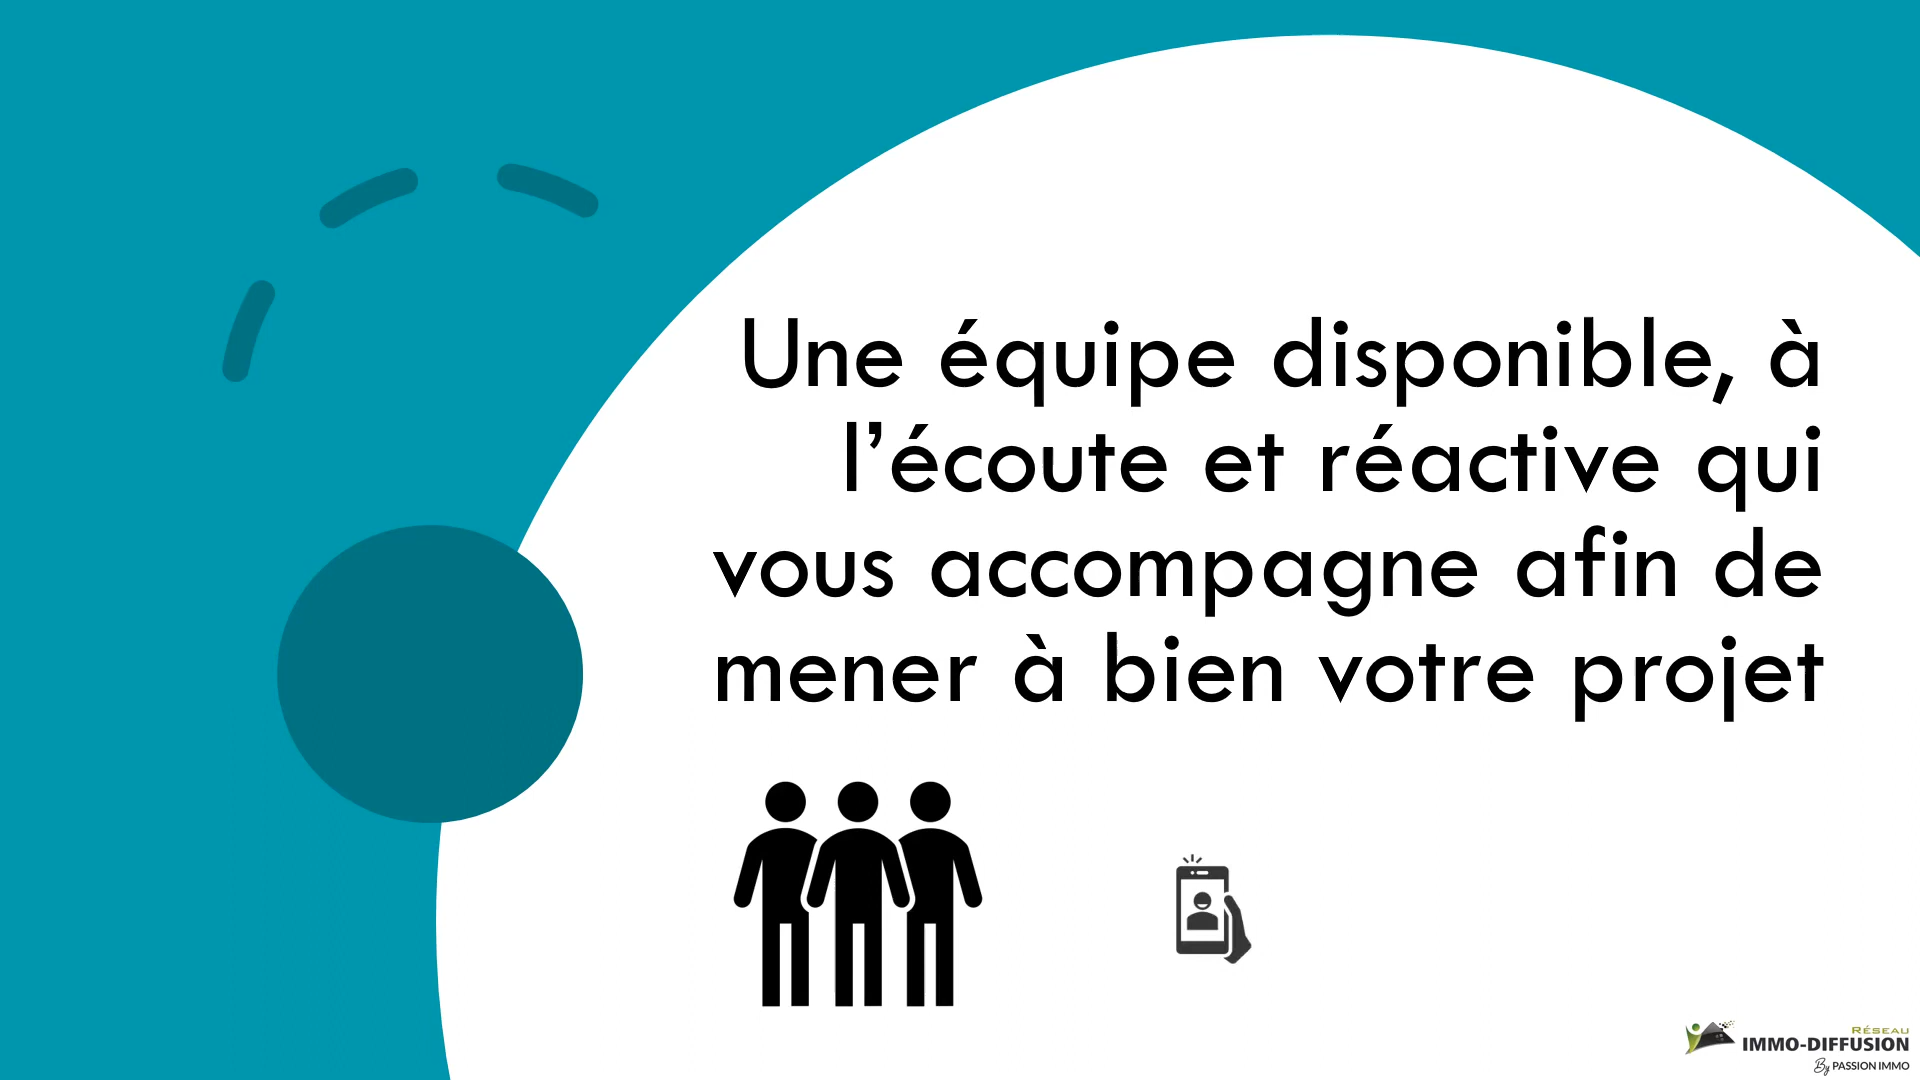 Une équipe disponible, à
l’écoute et réactive qui
vous accompagne afin de
mener à bien votre projet
RÉSEAU
IMMO-DIFFUSION
By PASSION IMMO